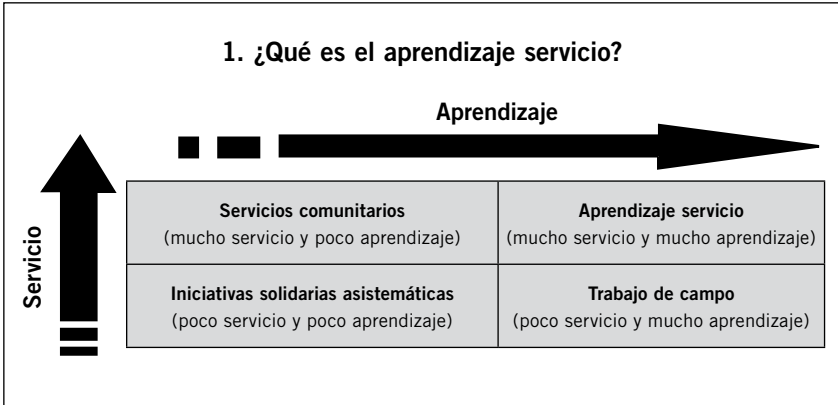 1. ¿Qué es el aprendizaje servicio?
Aprendizaje
Servicio
Servicios comunitarios
(mucho servicio y poco aprendizaje)
Aprendizaje servicio
(mucho servicio y mucho aprendizaje)
Iniciativas solidarias asistemáticas
(poco servicio y poco aprendizaje)
Trabajo de campo
(poco servicio y mucho aprendizaje)